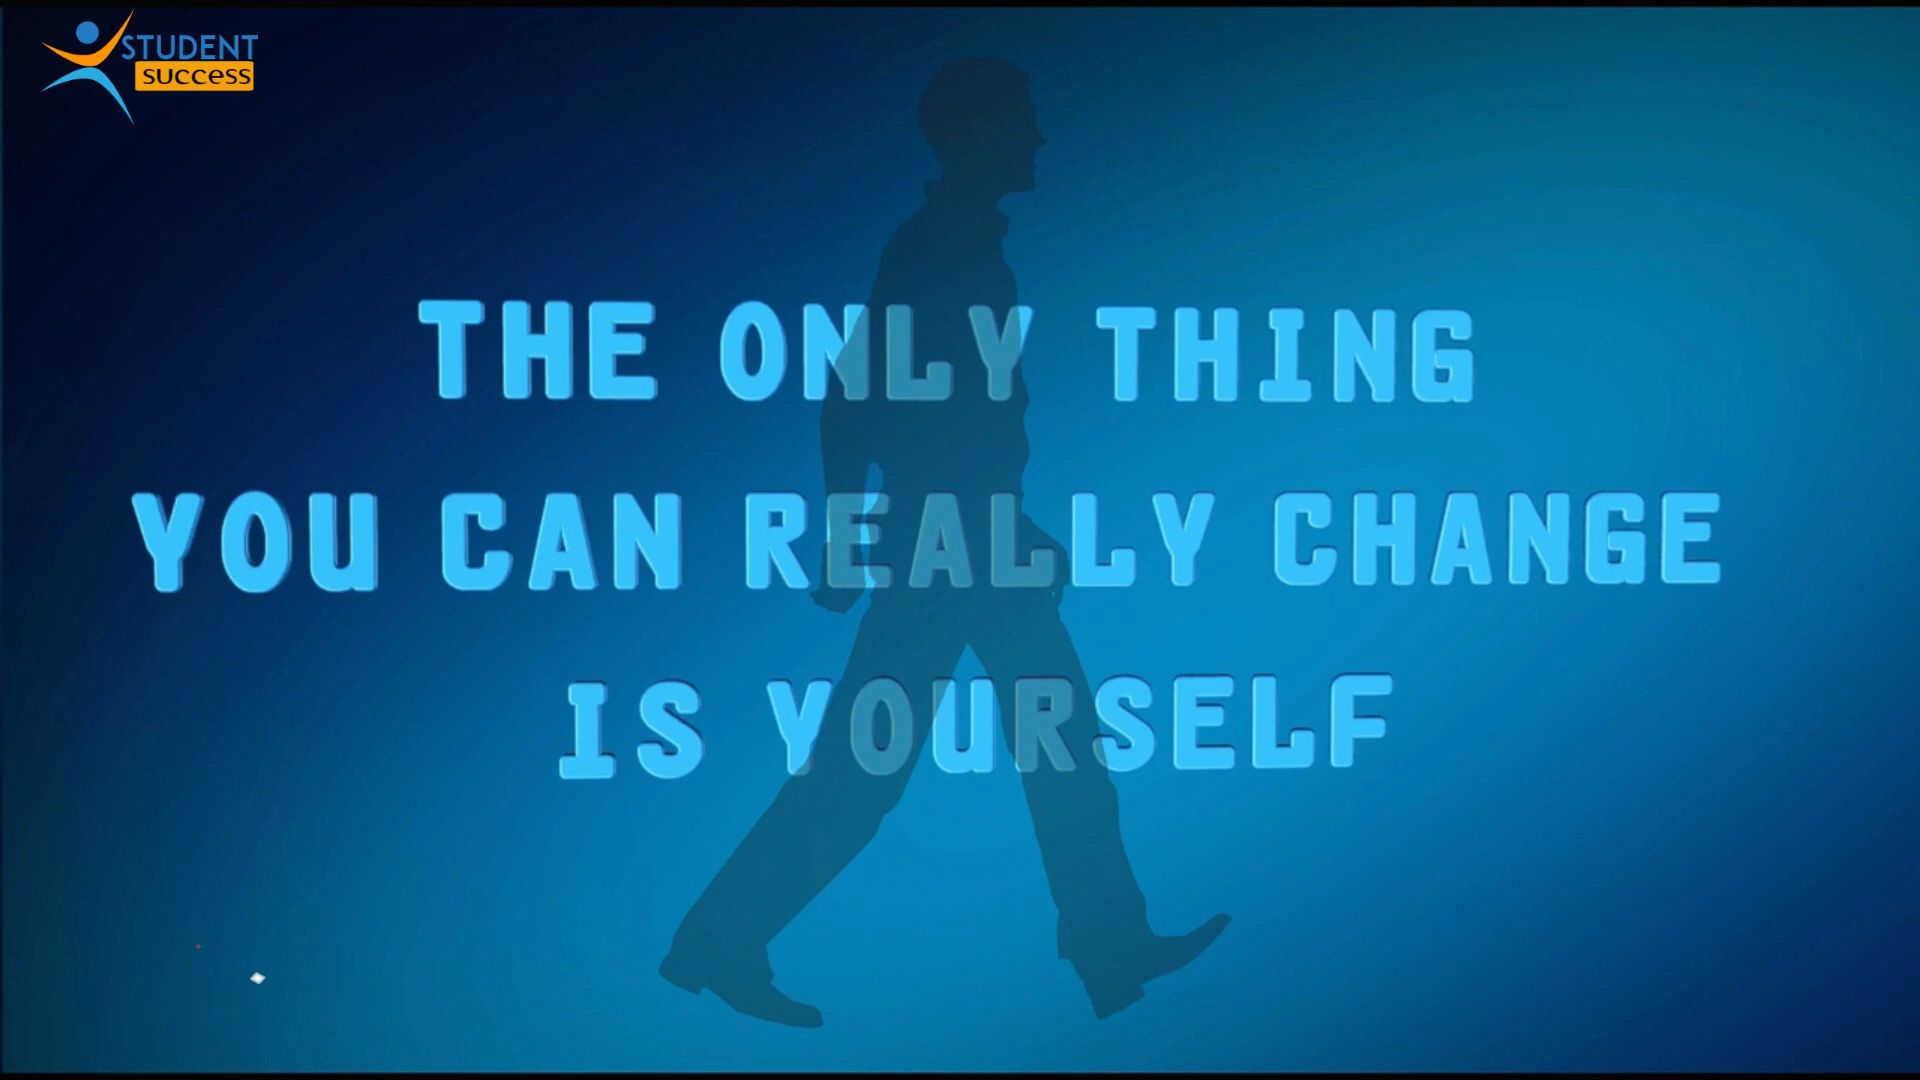 STUDENT
success
THE ONLY THING
YOU CAN REALLY CHANGE
IS YOURSELF